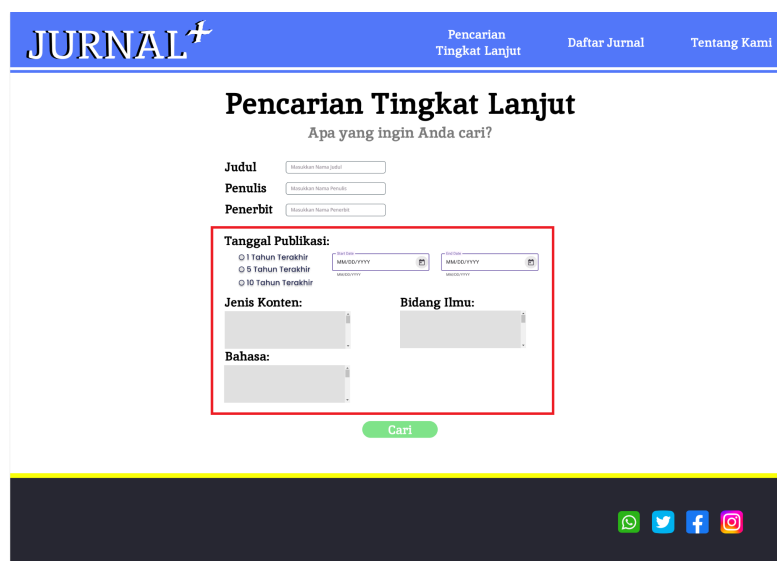 JURNAL+
Pencarian
Tingkat Lanjut
Daftar Jurnal
Tentang Kami
Pencarian Tingkat Lanjut
Apa yang ingin Anda cari?
Judul
Masukkan Nama Judul
Penulis
Masukkan Nama Penulis
Penerbit
Masukkan Nama Penerbit
Tanggal Publikasi:
1 Tahun Terakhir
5 Tahun Terakhir
10 Tahun Terakhir
Start Date
MM/DD/YYYY
MM/DD/YYYY
End Date
MM/DD/YYYY
MM/DD/YYYY
Jenis Konten:
Bidang Ilmu:
Bahasa:
Cari